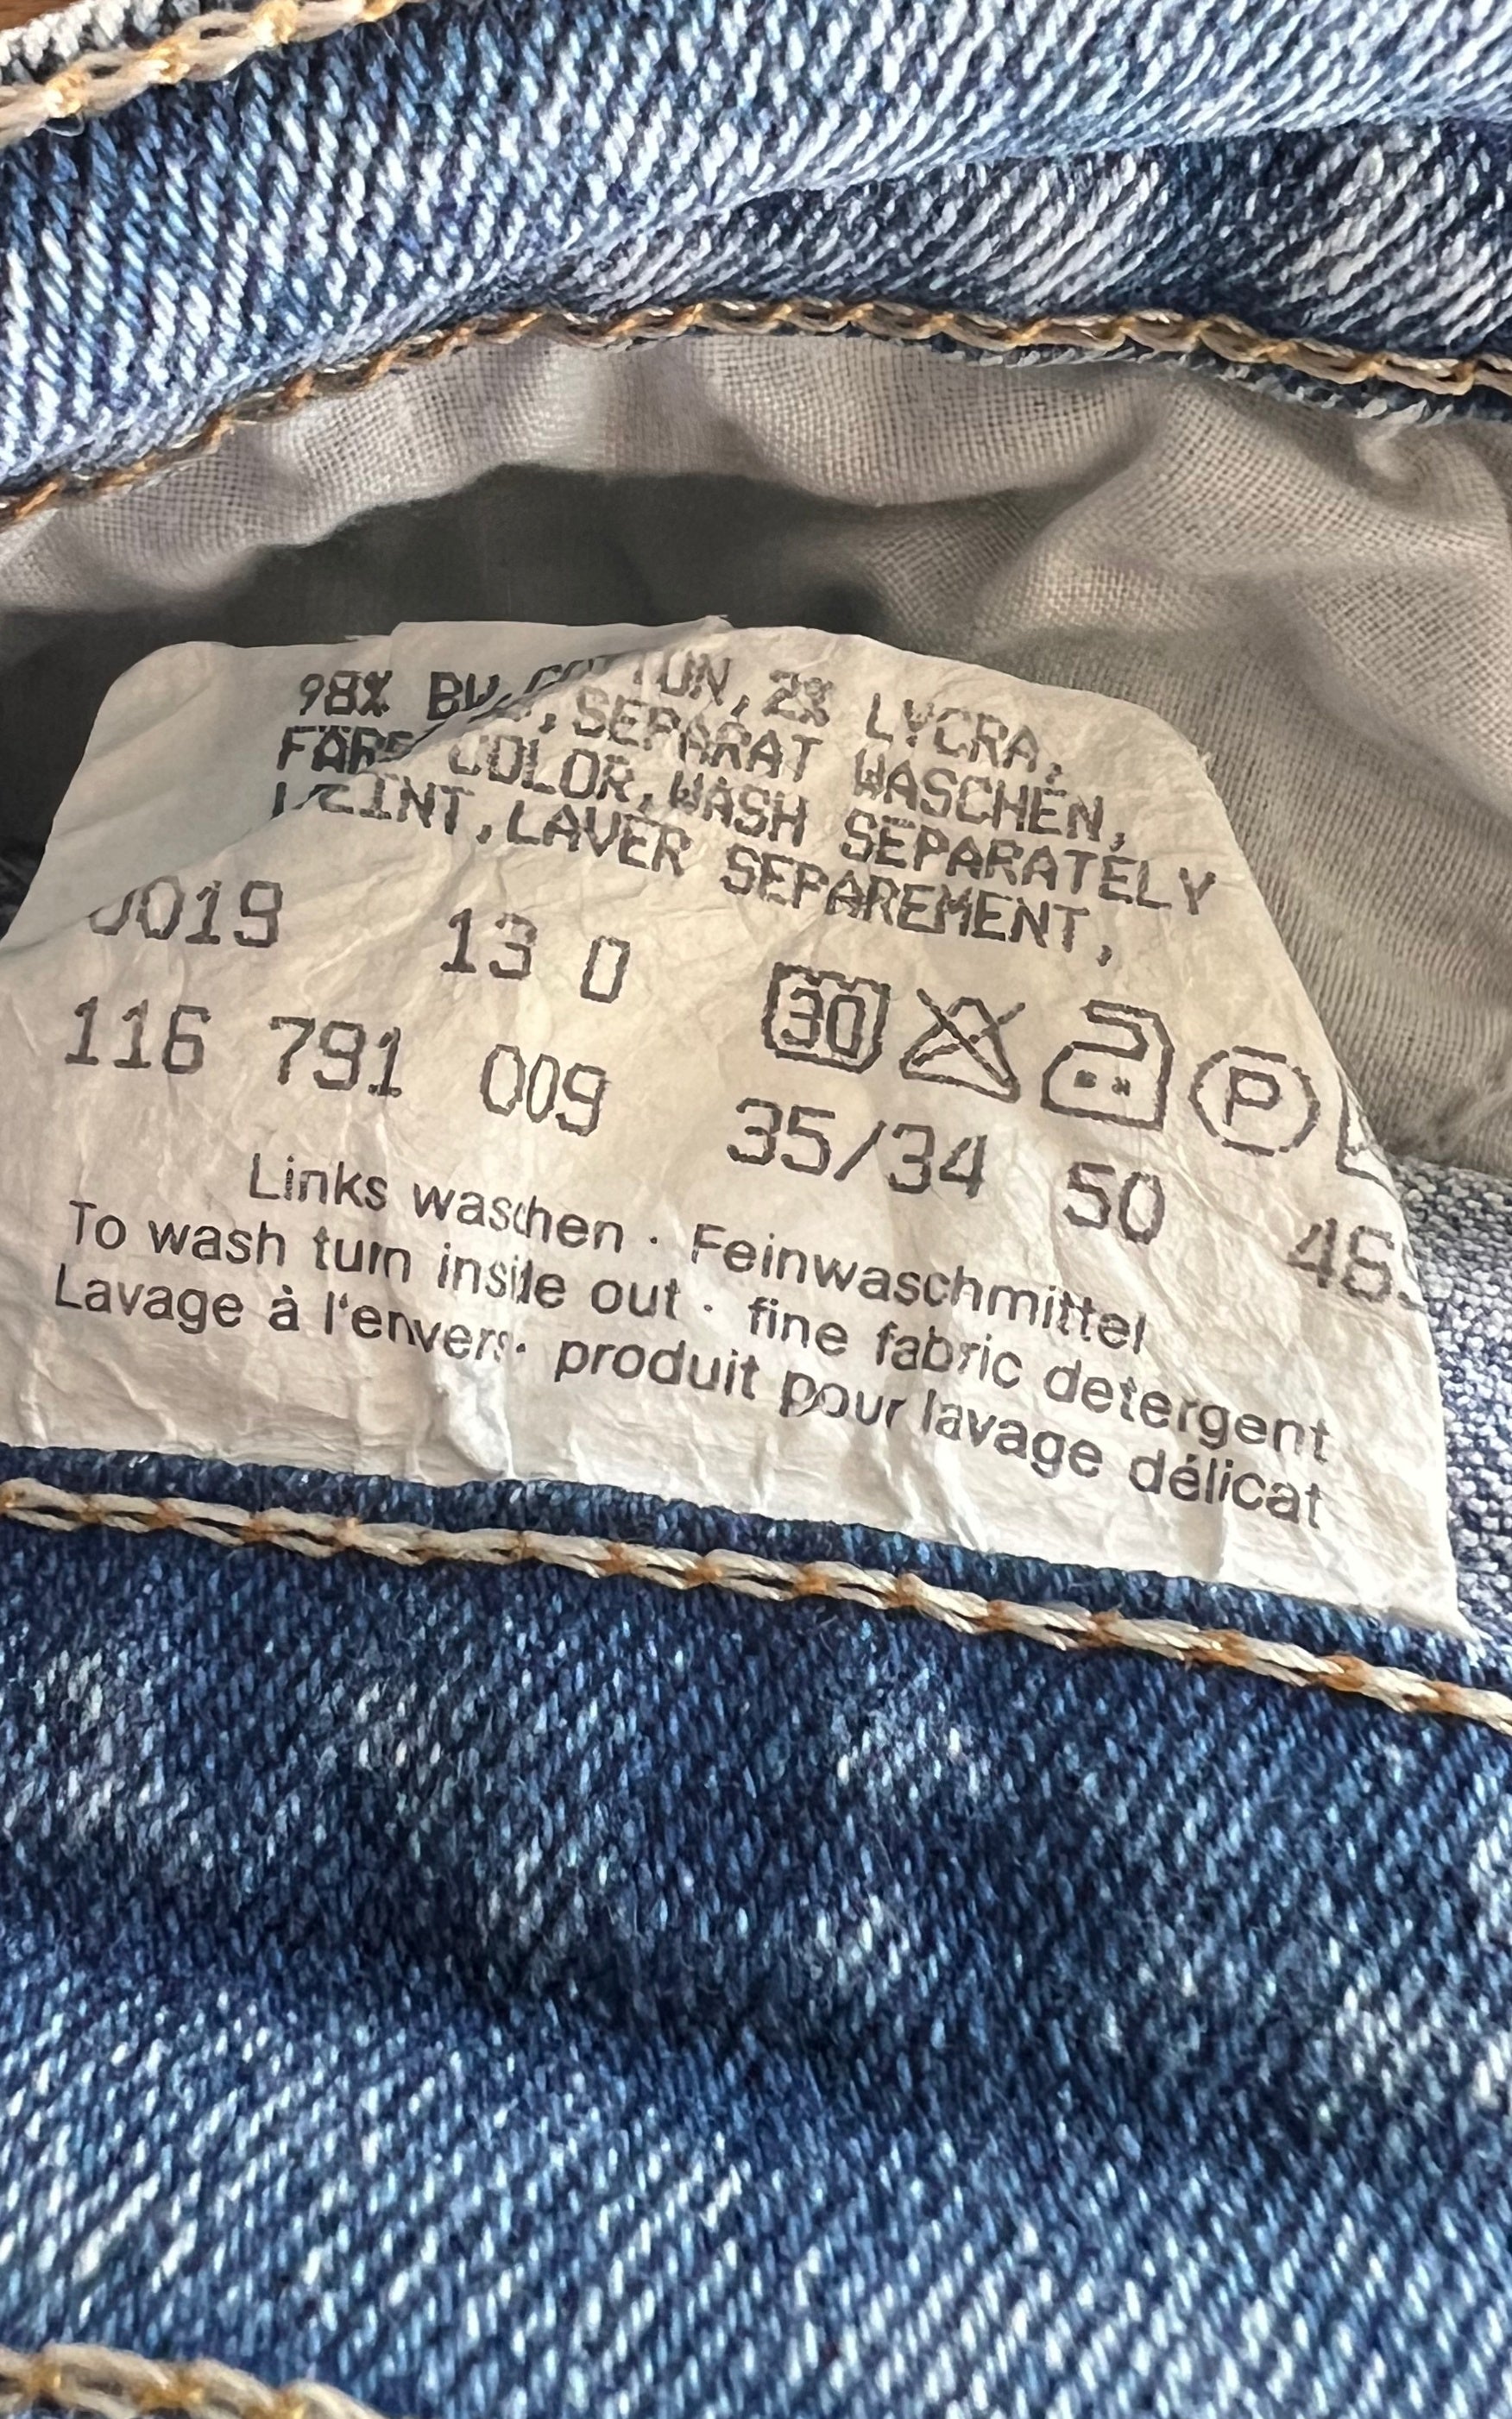 98% COTTON, 2% LYCRA,
SEPARAT WASCHEN,
COLOR, WASH SEPARATELY
TEINT, LAVER SEPAREMENT,
0019 13 0
30 P
116 791 009 35/34 50
Links waschen · Feinwaschmittel
To wash turn inside out · fine fabric detergent
Lavage à l'envers · produit pour lavage délicat